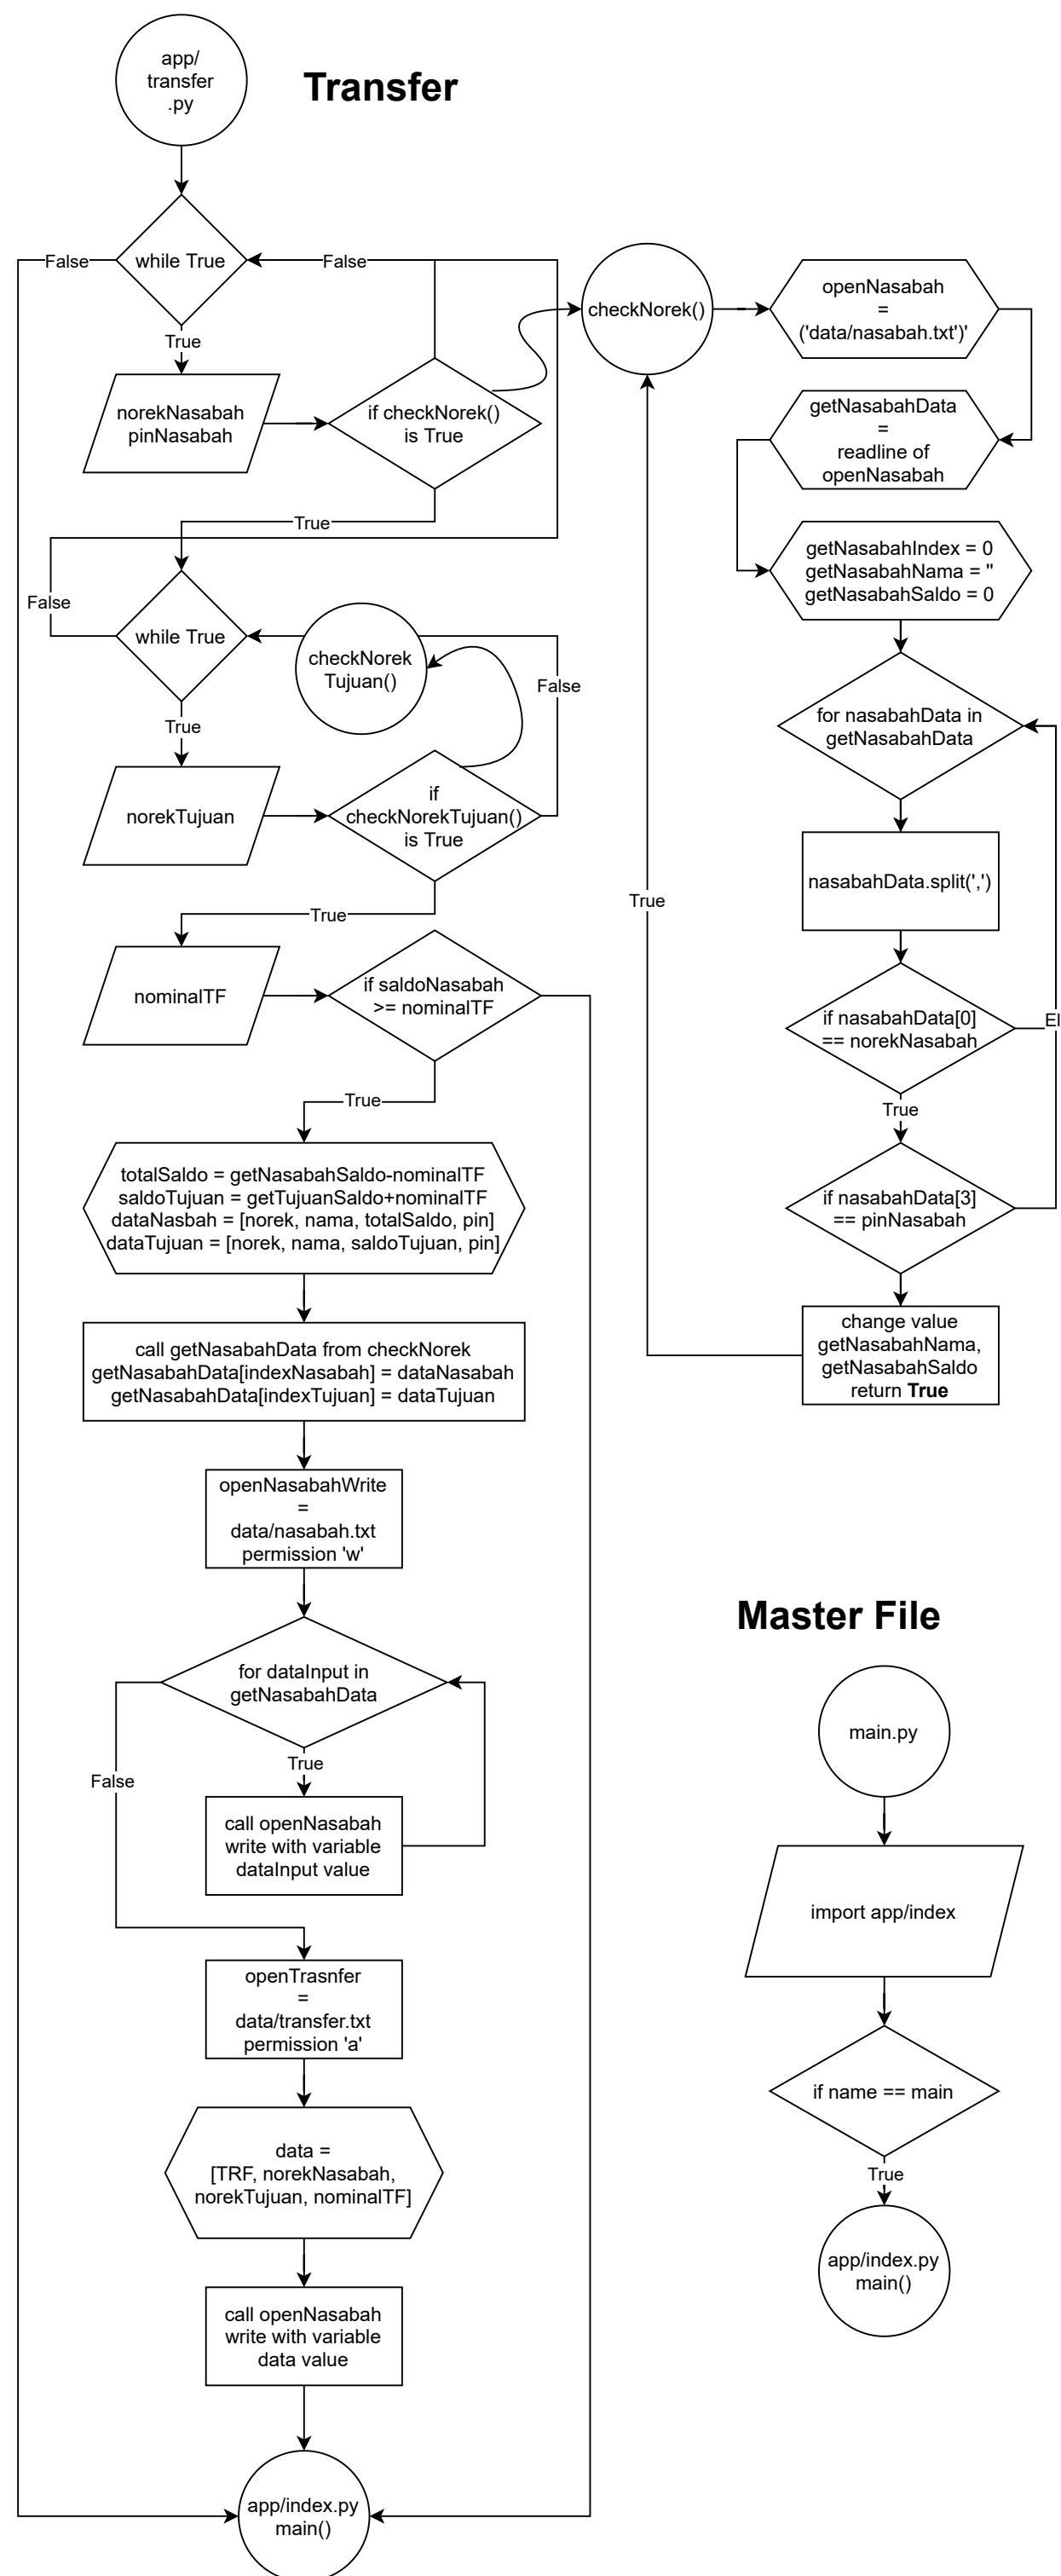 app/
transfer
.py
Transfer
while True
False
False
True
norekNasabah
pinNasabah
if checkNorek()
is True
True
False
while True
checkNorek
Tujuan()
False
True
norekTujuan
if
checkNorekTujuan()
is True
True
nominalTF
if saldoNasabah
>= nominalTF
True
totalSaldo = getNasabahSaldo-nominalTF
saldoTujuan = getTujuanSaldo+nominalTF
dataNasbah = [norek, nama, totalSaldo, pin]
dataTujuan = [norek, nama, saldoTujuan, pin]
call getNasabahData from checkNorek
getNasabahData[indexNasabah] = dataNasabah
getNasabahData[indexTujuan] = dataTujuan
openNasabahWrite
=
data/nasabah.txt
permission 'w'
for dataInput in
getNasabahData
True
False
call openNasabah
write with variable
dataInput value
openTrasnfer
=
data/transfer.txt
permission 'a'
data =
[TRF, norekNasabah,
norekTujuan, nominalTF]
call openNasabah
write with variable
data value
app/index.py
main()
checkNorek()
openNasabah
=
('data/nasabah.txt')'
getNasabahData
=
readline of
openNasabah
getNasabahIndex = 0
getNasabahNama = ''
getNasabahSaldo = 0
for nasabahData in
getNasabahData
nasabahData.split(',')
True
if nasabahData[0]
== norekNasabah
El
True
if nasabahData[3]
== pinNasabah
change value
getNasabahNama,
getNasabahSaldo
return True
Master File
main.py
import app/index
if name == main
True
app/index.py
main()